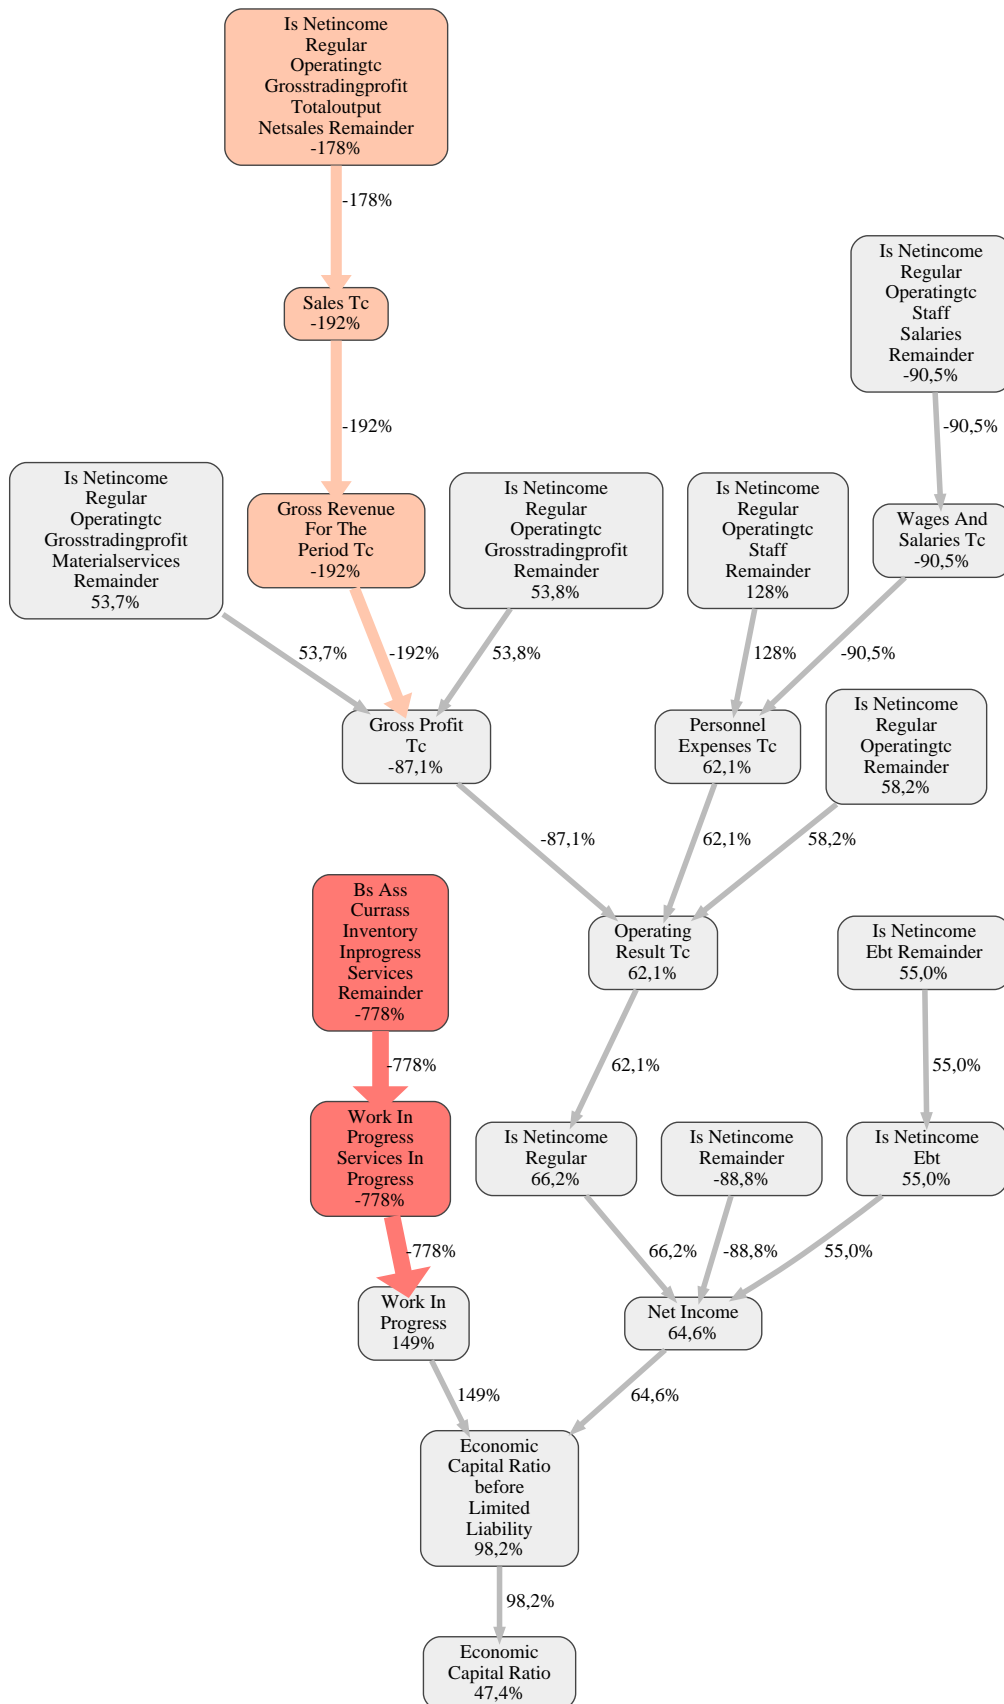 Is Netincome
Regular
Operatingtc
Grosstradingprofit
Totaloutput
Netsales Remainder
-178%
-178%
Sales Tc
-192%
Is Netincome
Regular
Operatingtc
Staff
Salaries
Remainder
-90,5%
-192%
-90,5%
Is Netincome
Regular
Operatingtc
Grosstradingprofit
Materialservices
Remainder
53,7%
Gross Revenue
For The
Period Tc
-192%
Is Netincome
Regular
Operatingtc
Grosstradingprofit
Remainder
53,8%
Is Netincome
Regular
Operatingtc
Staff
Remainder
128%
Wages And
Salaries Tc
-90,5%
53,7%
-192%
53,8%
128%
-90,5%
Gross Profit
Tc
-87,1%
Personnel
Expenses Tc
62,1%
Is Netincome
Regular
Operatingtc
Remainder
58,2%
-87,1%
62,1%
58,2%
Bs Ass
Currass
Inventory
Inprogress
Services
Remainder
-778%
Operating
Result Tc
62,1%
Is Netincome
Ebt Remainder
55,0%
-778%
62,1%
55,0%
Work In
Progress
Services In
Progress
-778%
Is Netincome
Regular
66,2%
Is Netincome
Remainder
-88,8%
Is Netincome
Ebt
55,0%
-778%
66,2%
-88,8%
55,0%
Work In
Progress
149%
Net Income
64,6%
149%
64,6%
Economic
Capital Ratio
before
Limited
Liability
98,2%
98,2%
Economic
Capital Ratio
47,4%